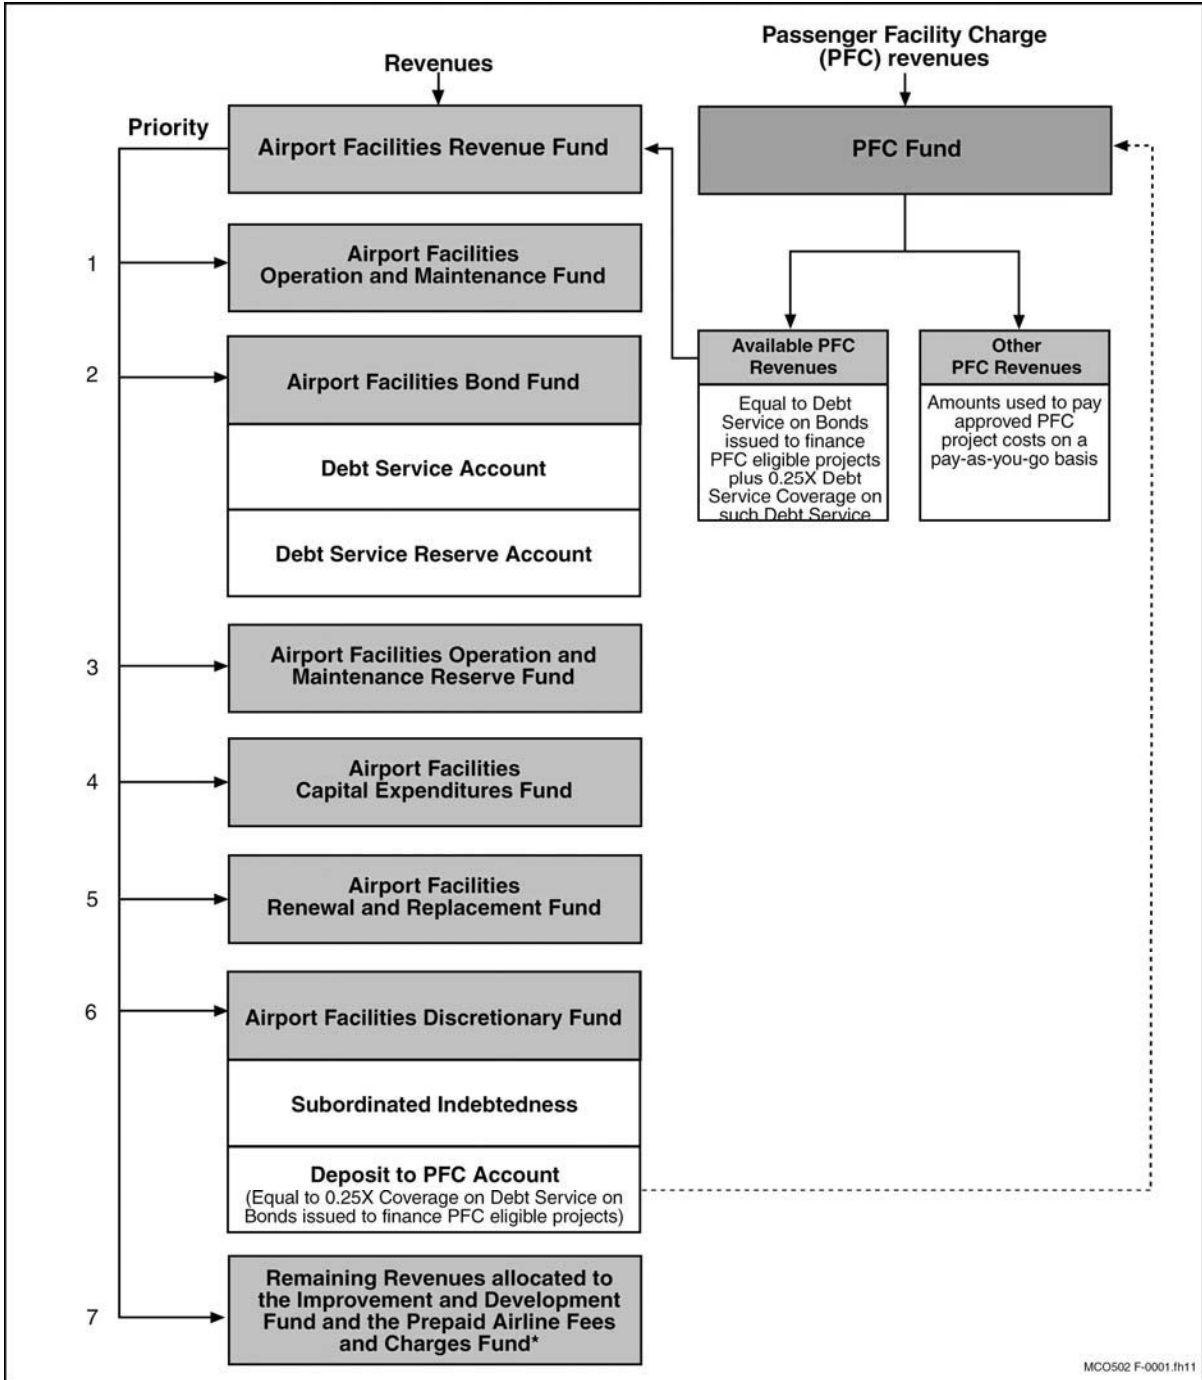 Revenues
Passenger Facility Charge
(PFC) revenues
Priority
Airport Facilities Revenue Fund
PFC Fund
1
Airport Facilities
Operation and Maintenance Fund
2
Airport Facilities Bond Fund
Debt Service Account
Debt Service Reserve Account
Available PFC
Revenues
Equal to Debt
Service on Bonds
issued to finance
PFC eligible projects
plus 0.25X Debt
Service Coverage on
such Debt Service
Other
PFC Revenues
Amounts used to pay
approved PFC
project costs on a
pay-as-you-go basis
3
Airport Facilities Operation and
Maintenance Reserve Fund
4
Airport Facilities
Capital Expenditures Fund
5
Airport Facilities
Renewal and Replacement Fund
6
Airport Facilities Discretionary Fund
Subordinated Indebtedness
Deposit to PFC Account
(Equal to 0.25X Coverage on Debt Service on
Bonds issued to finance PFC eligible projects)
7
Remaining Revenues allocated to
the Improvement and Development
Fund and the Prepaid Airline Fees
and Charges Fund*
MCO502 F-0001.fh11